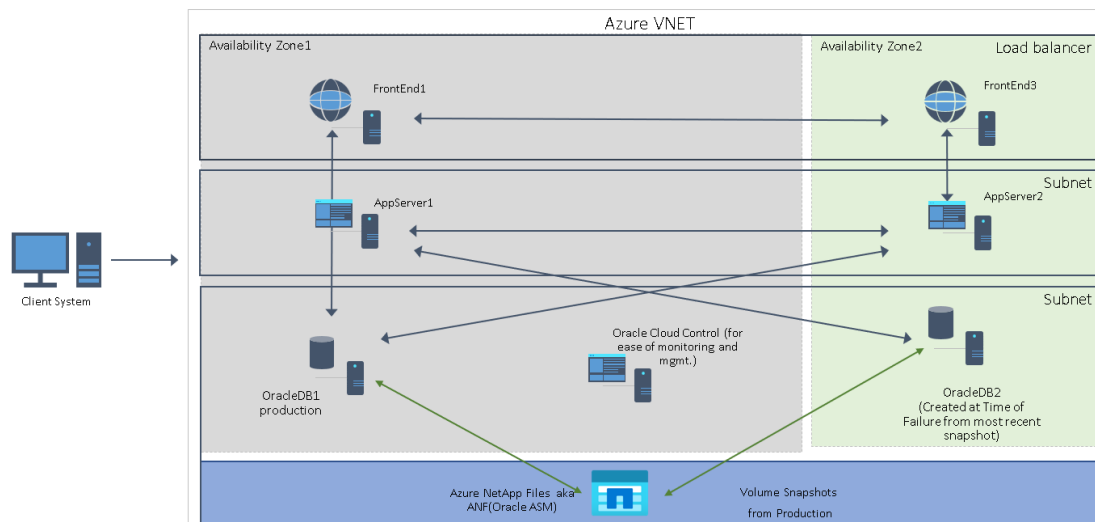 Azure VNET
Availability Zone1
Availability Zone2
Load balancer
FrontEnd1
FrontEnd3
Subnet
AppServer1
AppServer2
Client System
Subnet
Oracle Cloud Control (for
ease of monitoring and
mgmt.)
OracleDB1
production
OracleDB2
(Created at Time of
Failure from most recent
snapshot)
Azure NetApp Files aka
ANF(Oracle ASM)
Volume Snapshots
from Production